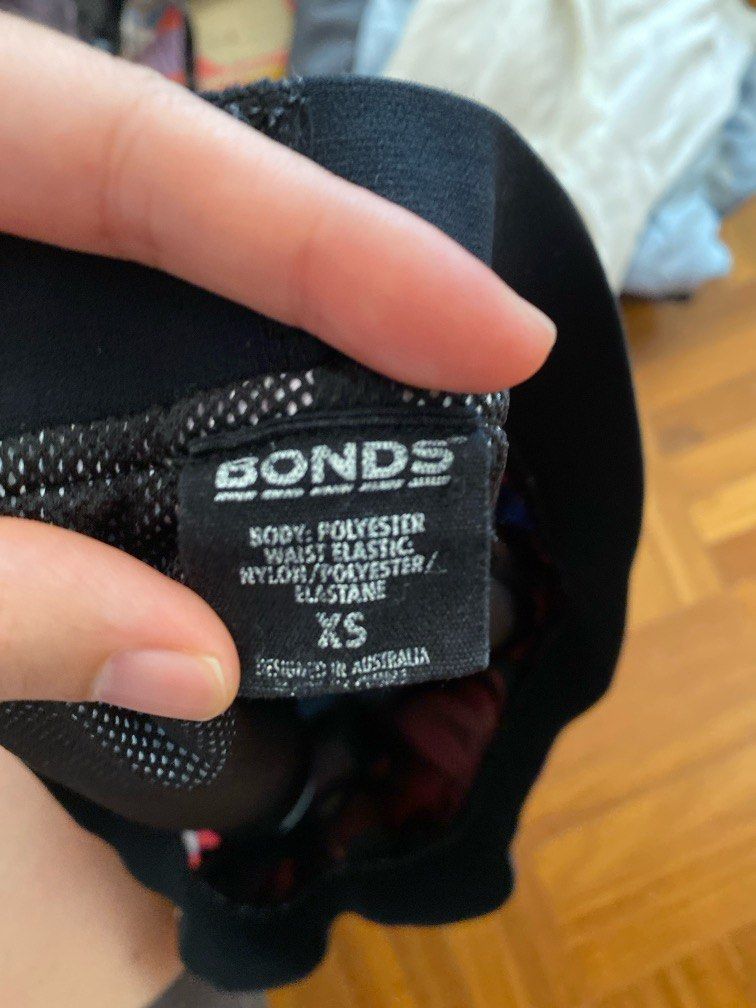 BONDS
BODY: POLYESTER
WAIST ELASTIC:
NYLON/POLYESTER/
ELASTANE
XS
DESIGNED IN AUSTRALIA